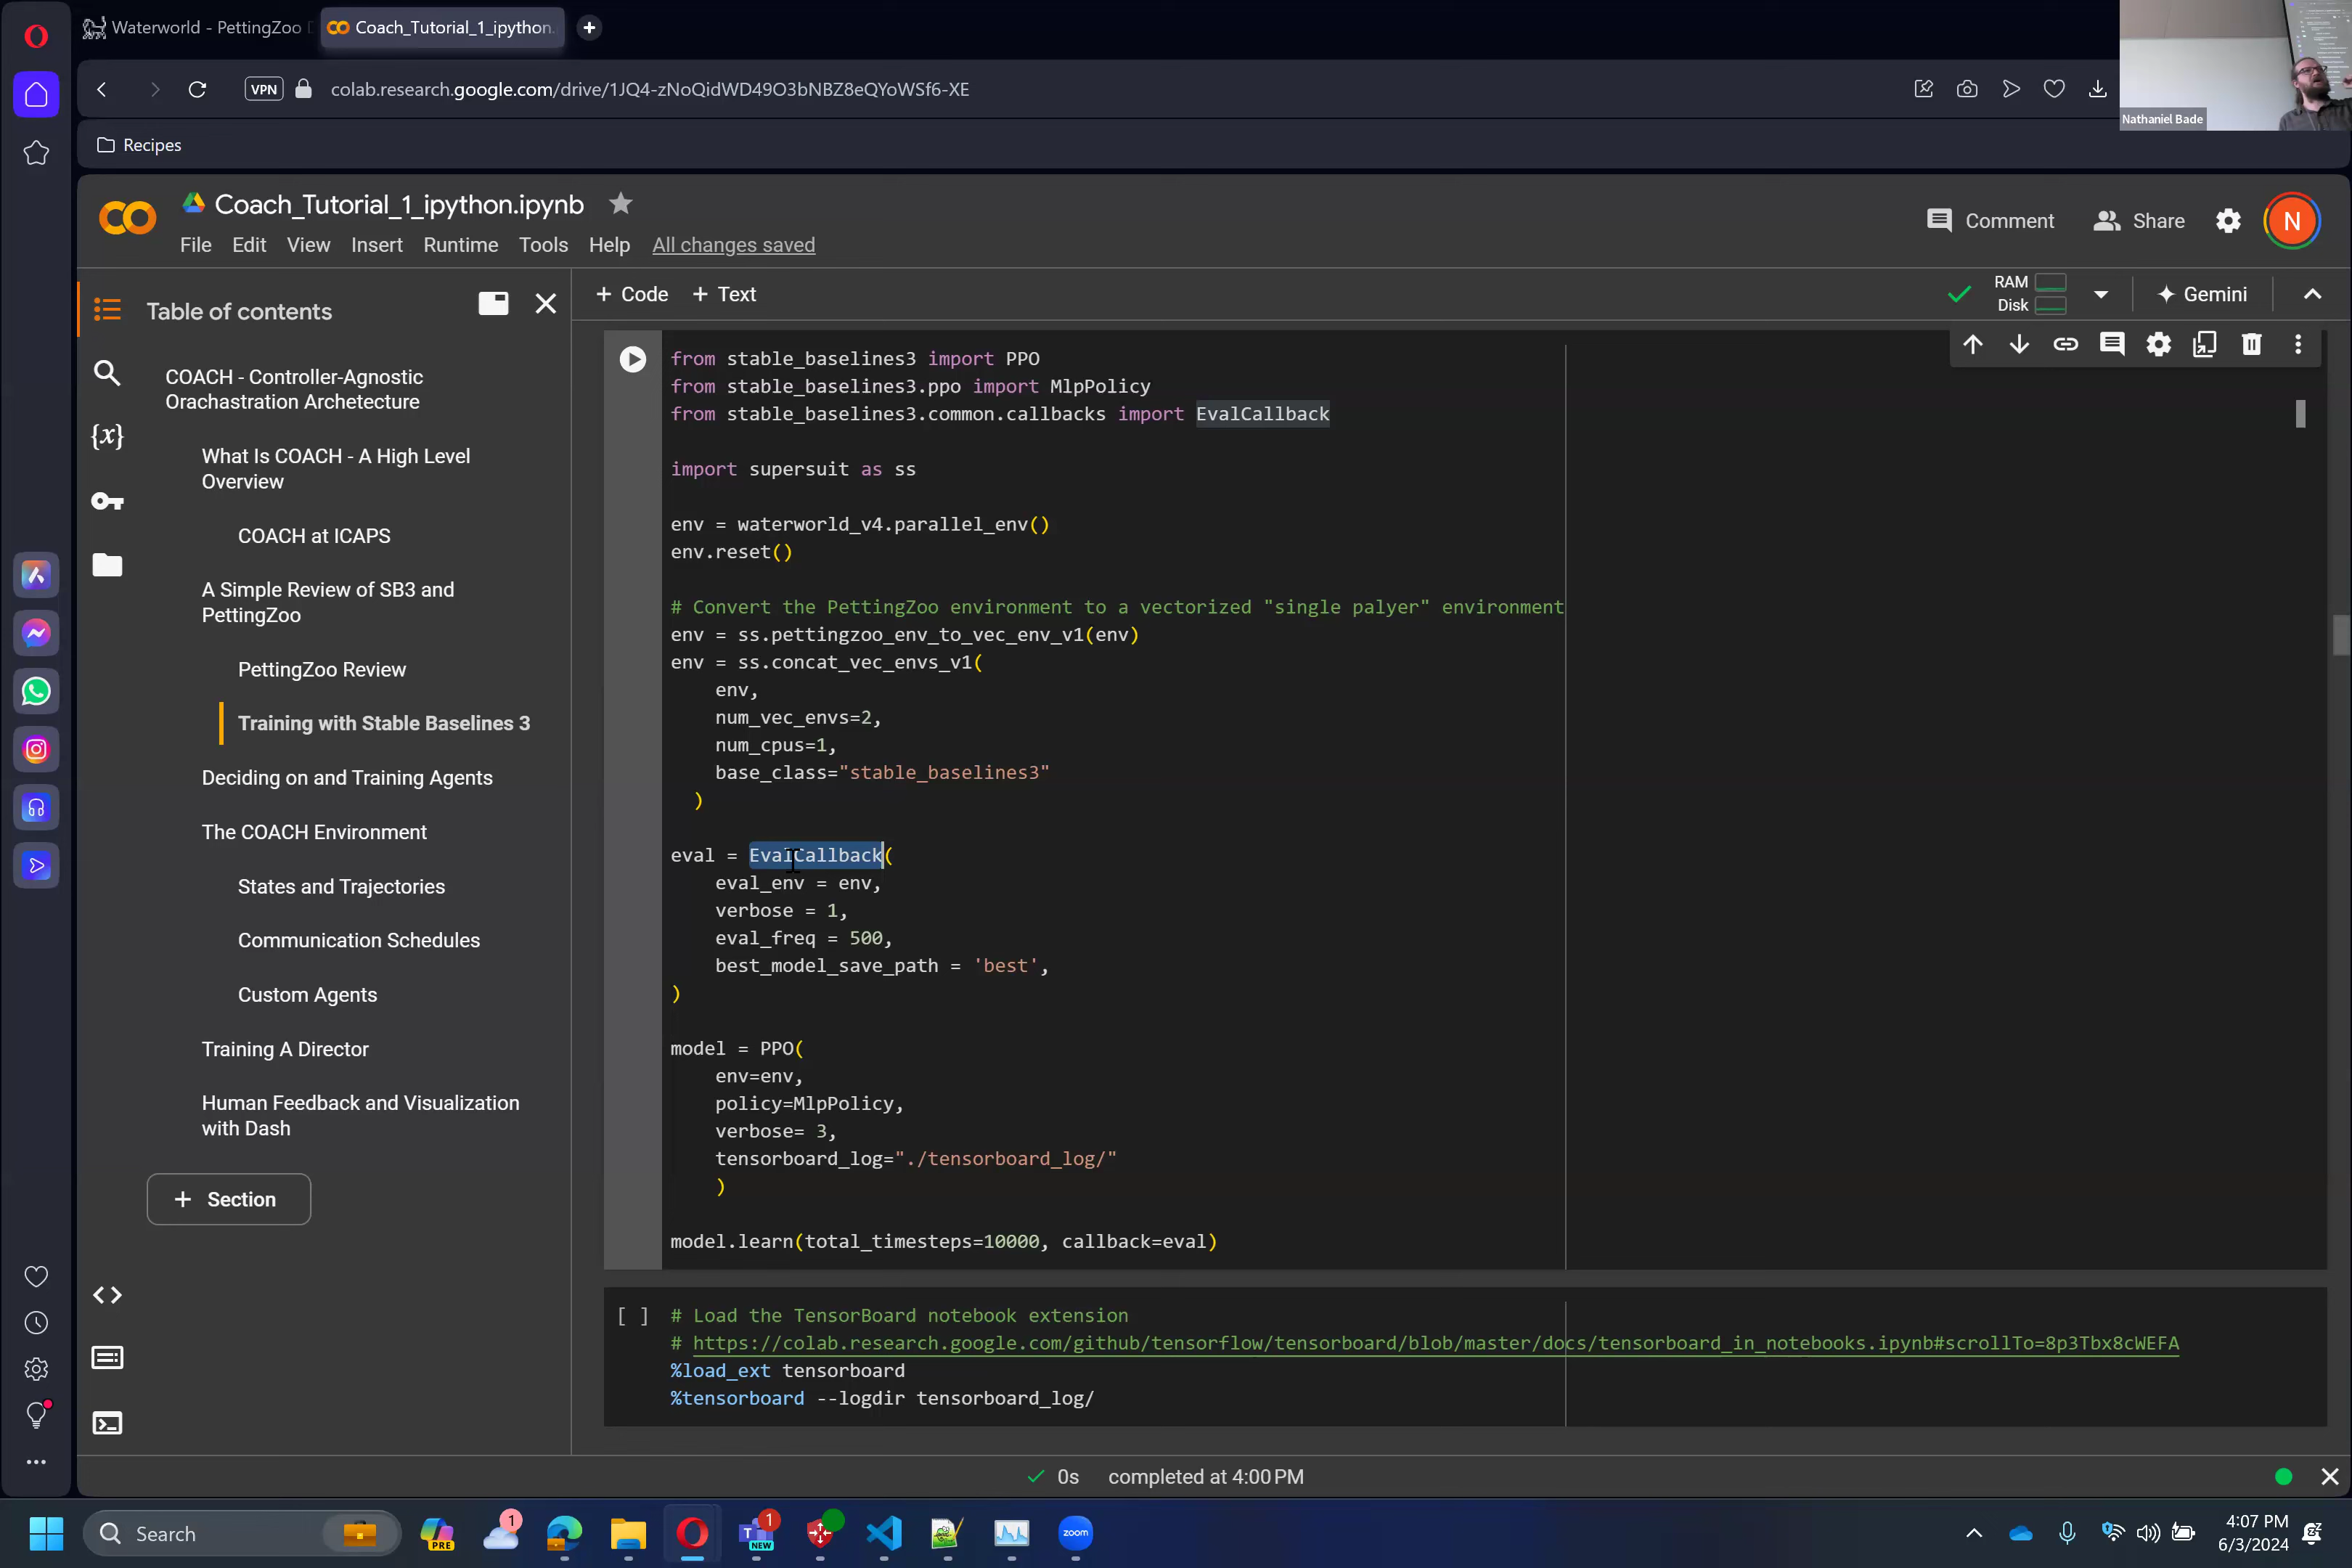 Waterworld - PettingZoo
Coach_Tutorial_1_ipython.
VPN
colab.research.google.com/drive/1JQ4-zNoQidWD49O3bNBZ8eQYoWSf6-XE
Nathaniel Bade
Recipes
Coach_Tutorial_1_ipython.ipynb
File Edit View Insert Runtime Tools Help All changes saved
Comment Share N
Table of contents
+ Code + Text
RAM
Disk
Gemini
COACH - Controller-Agnostic
Orachastration Archetecture
What Is COACH - A High Level
Overview
COACH at ICAPS
A Simple Review of SB3 and
PettingZoo
PettingZoo Review
Training with Stable Baselines 3
Deciding on and Training Agents
The COACH Environment
States and Trajectories
Communication Schedules
Custom Agents
Training A Director
Human Feedback and Visualization
with Dash
+ Section
{x}
from stable_baselines3 import PPO
from stable_baselines3.ppo import MlpPolicy
from stable_baselines3.common.callbacks import EvalCallback
import supersuit as ss
env = waterworld_v4.parallel_env()
env.reset()
# Convert the PettingZoo environment to a vectorized "single palyer" environment
env = ss.pettingzoo_env_to_vec_env_v1(env)
env = ss.concat_vec_envs_v1(
env,
num_vec_envs=2,
num_cpus=1,
base_class="stable_baselines3"
)
eval = EvalCallback(
eval_env = env,
verbose = 1,
eval_freq = 500,
best_model_save_path = 'best',
)
model = PPO(
env=env,
policy=MlpPolicy,
verbose= 3,
tensorboard_log="./tensorboard_log/"
)
model.learn(total_timesteps=10000, callback=eval)
[ ] # Load the TensorBoard notebook extension
# https://colab.research.google.com/github/tensorflow/tensorboard/blob/master/docs/tensorboard_in_notebooks.ipynb#scrollTo=8p3Tbx8cWEFA
%load_ext tensorboard
%tensorboard --logdir tensorboard_log/
0s completed at 4:00 PM
Search
PRE
1
1
NEW
zoom
4:07 PM
6/3/2024